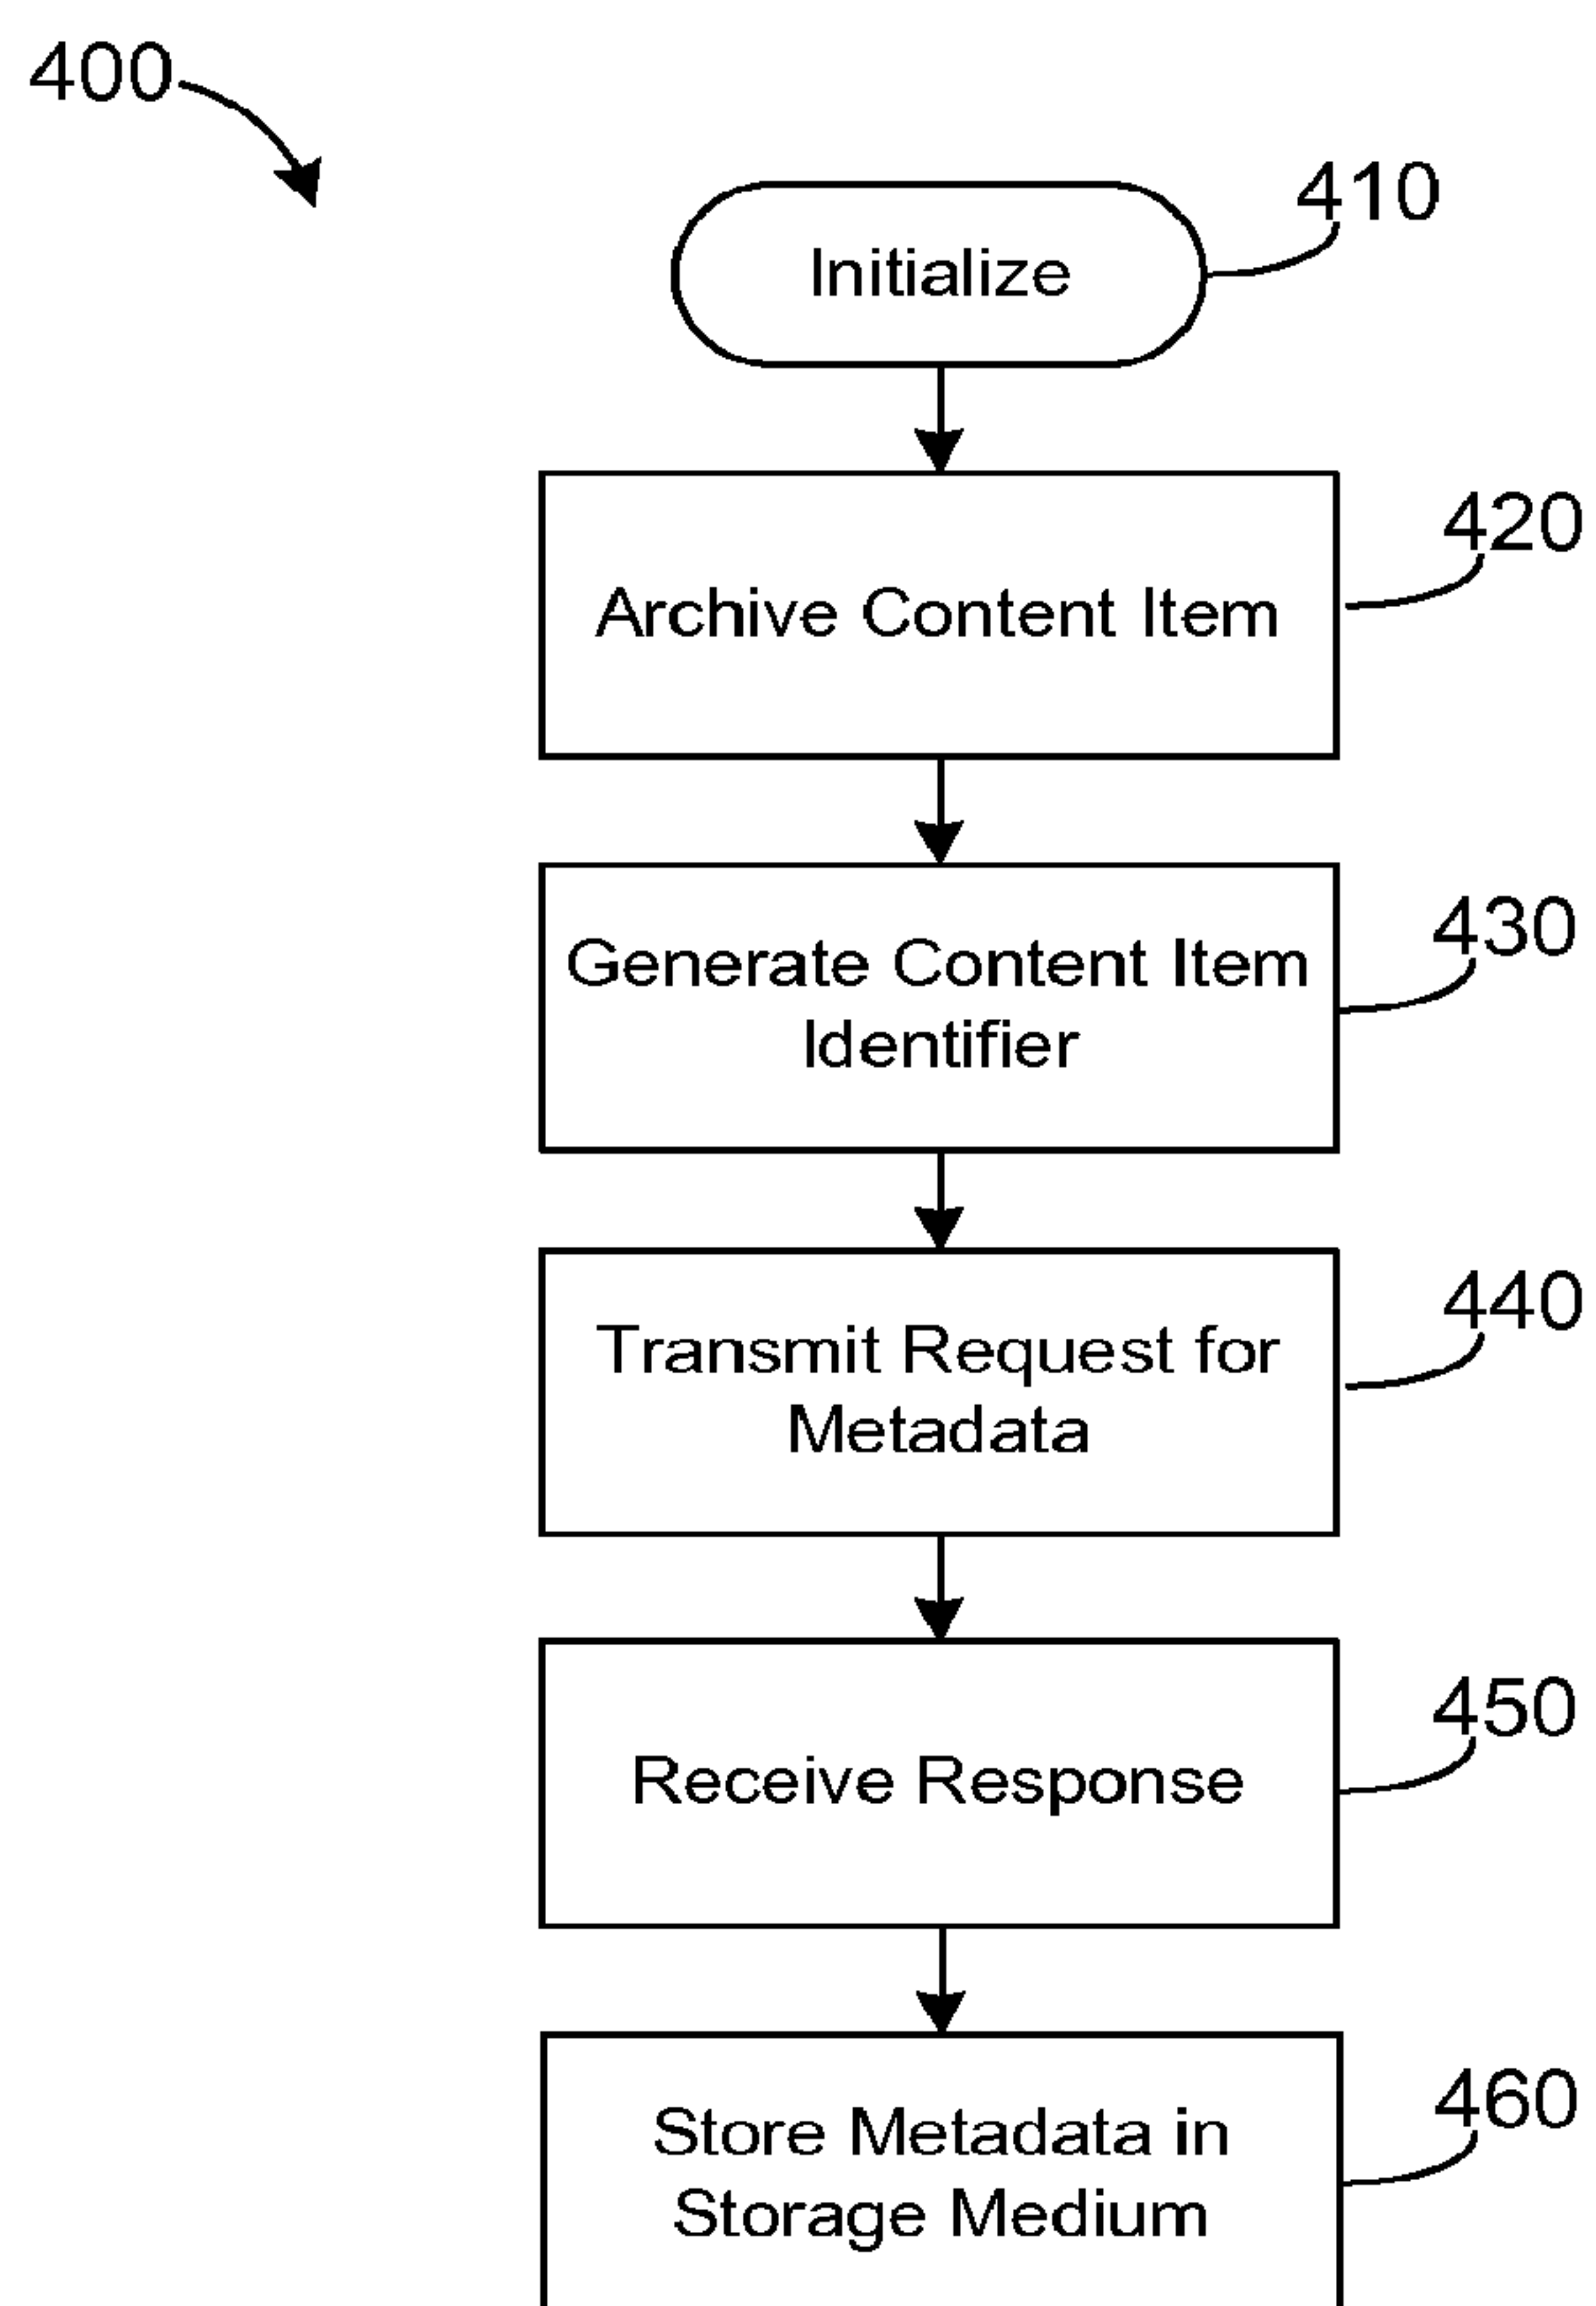 400
410
Initialize
420
Archive Content Item
430
Generate Content Item
Identifier
440
Transmit Request for
Metadata
450
Receive Response
460
Store Metadata in
Storage Medium